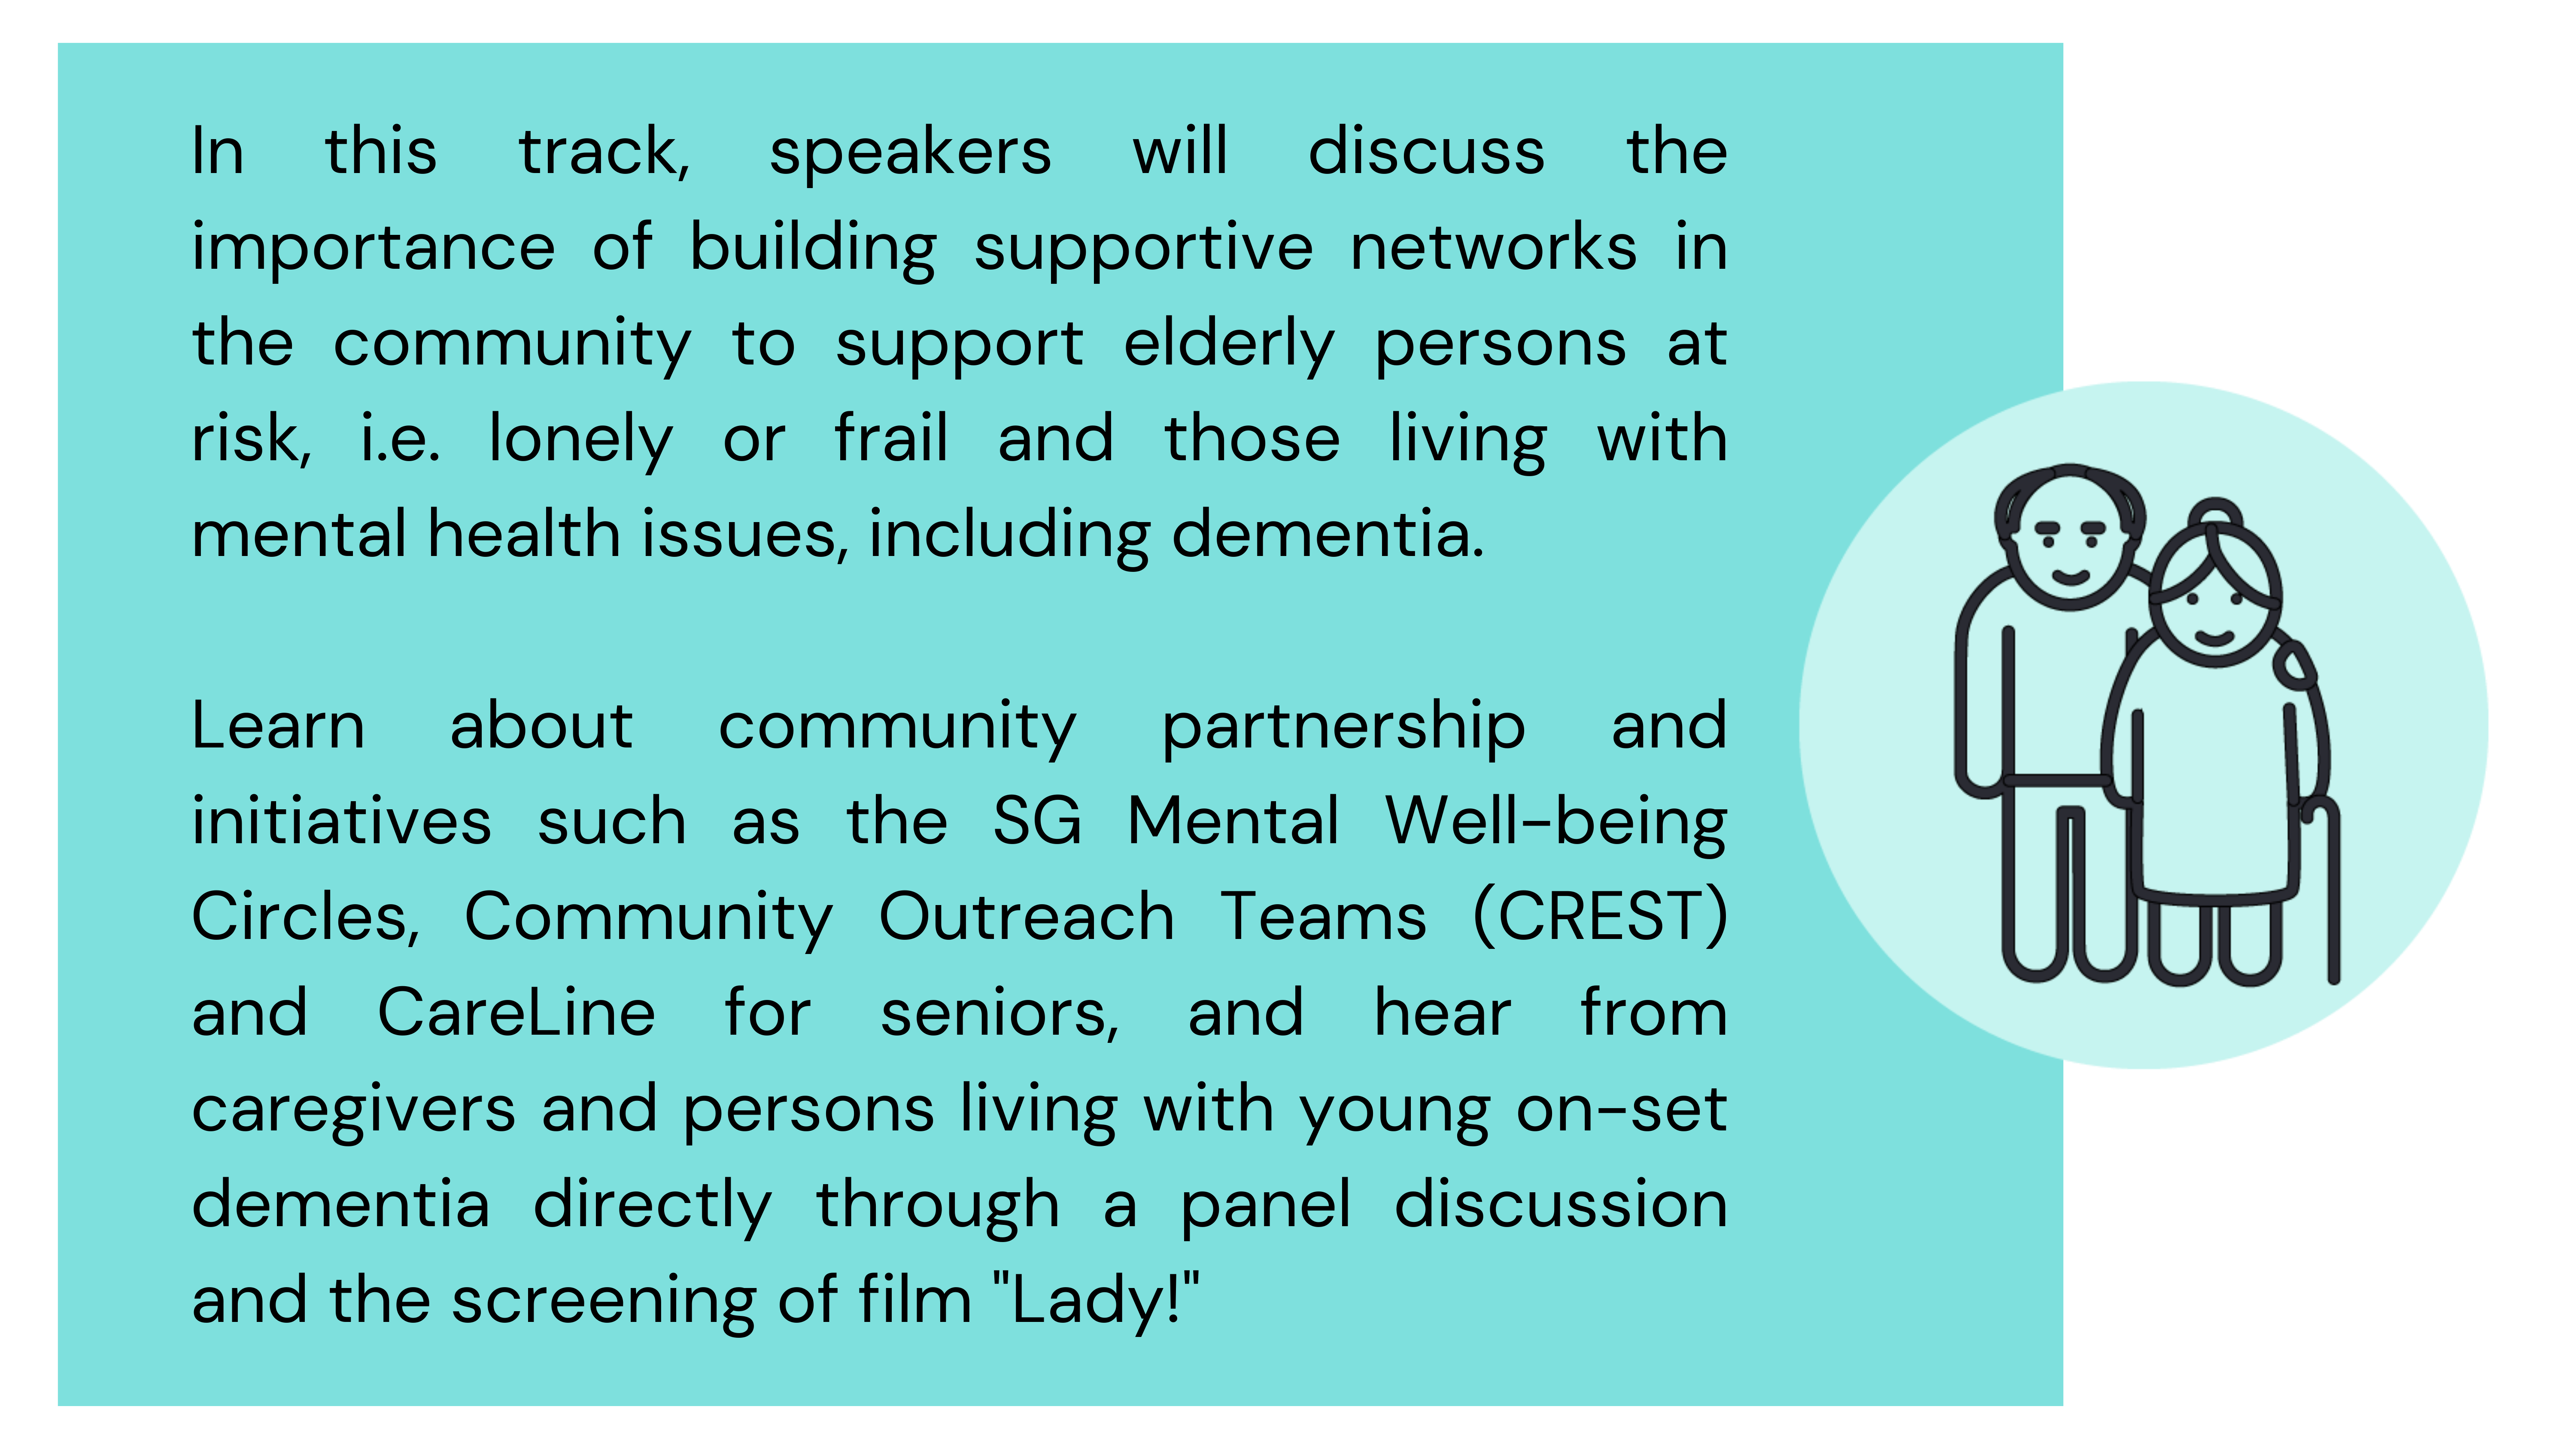 In this track, speakers will discuss the
importance of building supportive networks in
the community to support elderly persons at
risk, i.e. lonely or frail and those living with
mental health issues, including dementia.
Learn about community partnership and
initiatives such as the SG Mental Well-being
Circles, Community Outreach Teams (CREST)
and CareLine for seniors, and hear from
caregivers and persons living with young on-set
dementia directly through a panel discussion
and the screening of film "Lady!"